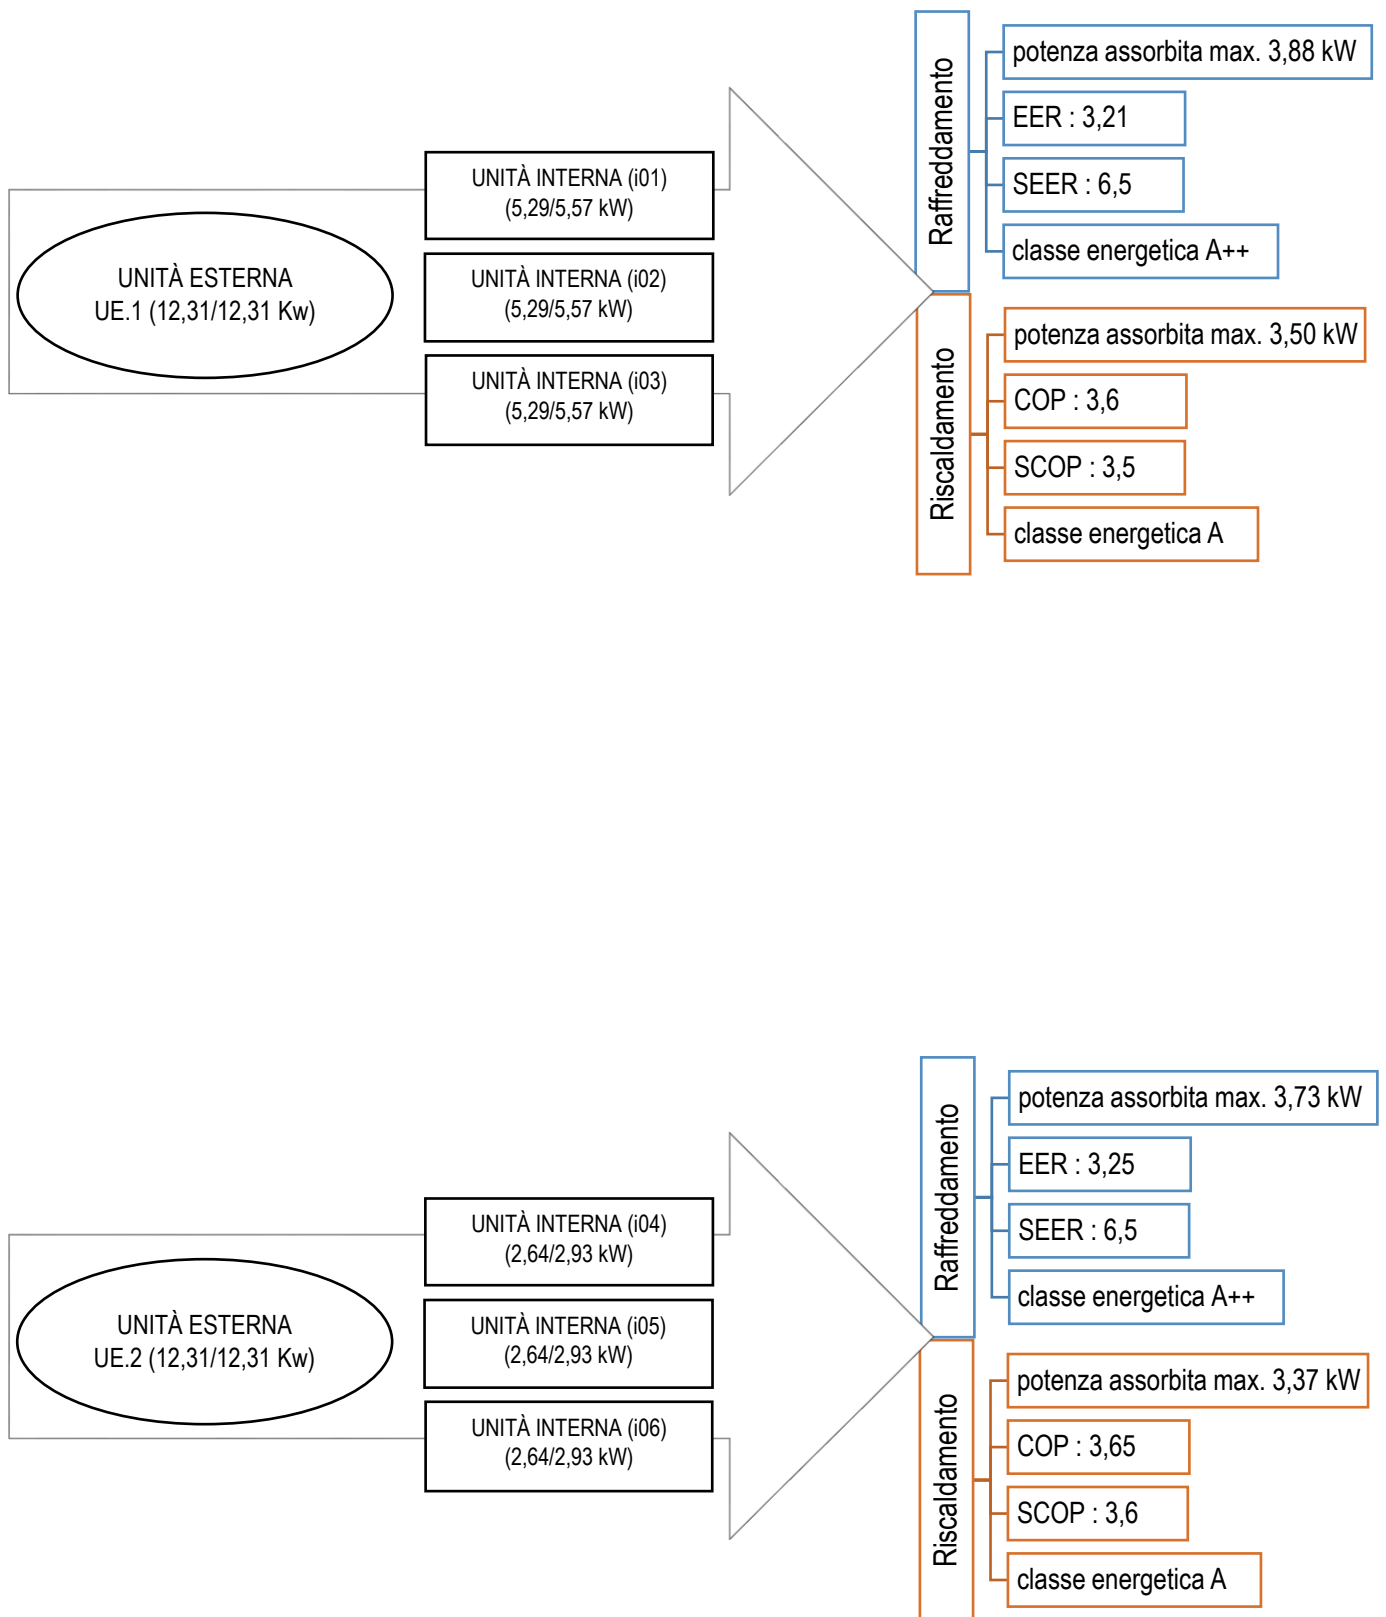 UNITÀ ESTERNA
UE.1 (12,31/12,31 Kw)
UNITÀ INTERNA (i01)
(5,29/5,57 kW)
UNITÀ INTERNA (i02)
(5,29/5,57 kW)
UNITÀ INTERNA (i03)
(5,29/5,57 kW)
Raffreddamento
potenza assorbita max. 3,88 kW
EER : 3,21
SEER : 6,5
classe energetica A++
Riscaldamento
potenza assorbita max. 3,50 kW
COP : 3,6
SCOP : 3,5
classe energetica A
UNITÀ ESTERNA
UE.2 (12,31/12,31 Kw)
UNITÀ INTERNA (i04)
(2,64/2,93 kW)
UNITÀ INTERNA (i05)
(2,64/2,93 kW)
UNITÀ INTERNA (i06)
(2,64/2,93 kW)
Raffreddamento
potenza assorbita max. 3,73 kW
EER : 3,25
SEER : 6,5
classe energetica A++
Riscaldamento
potenza assorbita max. 3,37 kW
COP : 3,65
SCOP : 3,6
classe energetica A